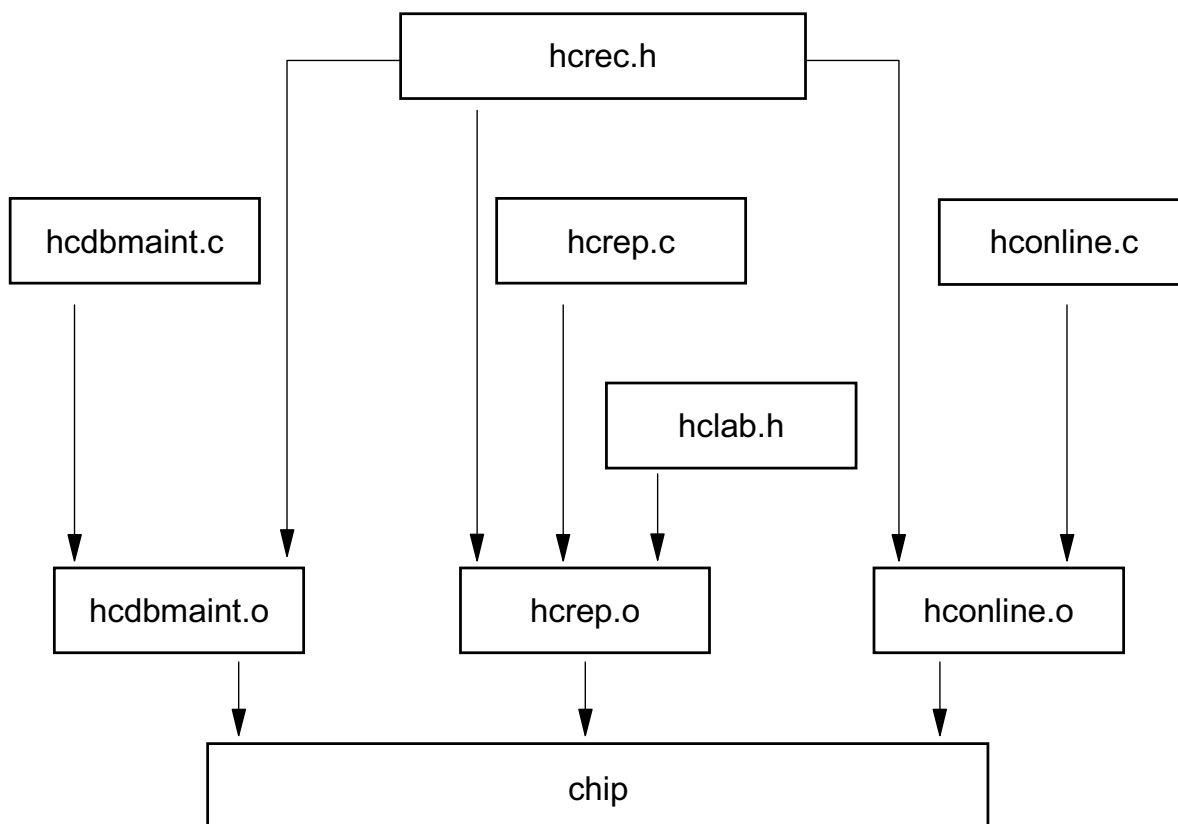 hcrec.h
hcdbmaint.c
hcrep.c
hconline.c
hclab.h
hcdbmaint.o
hcrep.o
hconline.o
chip